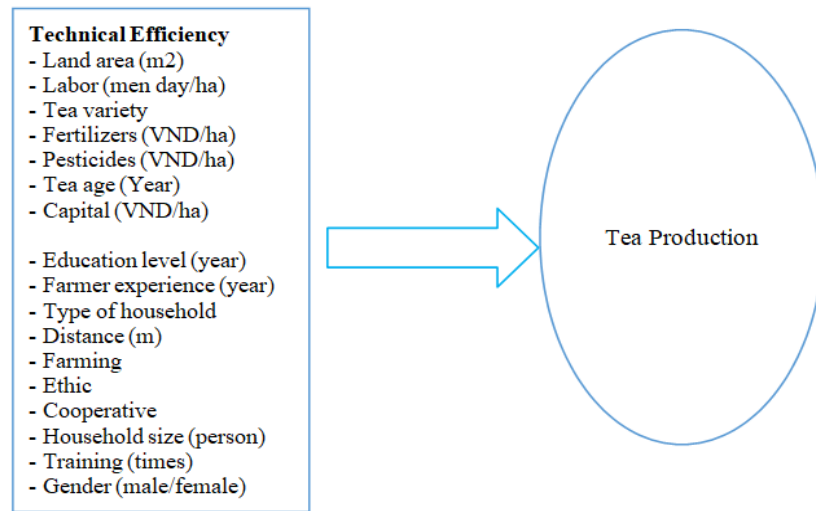 Technical Efficiency
- Land area (m2)
- Labor (men day/ha)
- Tea variety
- Fertilizers (VND/ha)
- Pesticides (VND/ha)
- Tea age (Year)
- Capital (VND/ha)
- Education level (year)
- Farmer experience (year)
- Type of household
- Distance (m)
- Farming
- Ethic
- Cooperative
- Household size (person)
- Training (times)
- Gender (male/female)
Tea Production